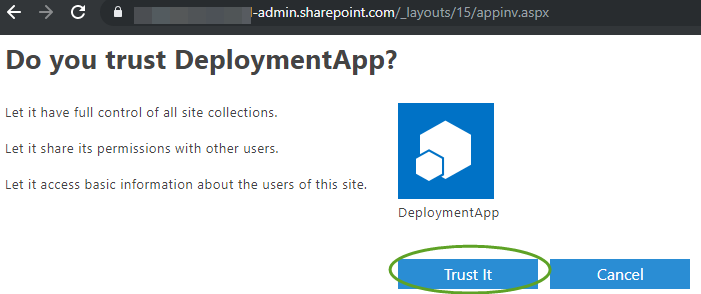 -admin.sharepoint.com/_layouts/15/appinv.aspx
Do you trust DeploymentApp?
Let it have full control of all site collections.
Let it share its permissions with other users.
Let it access basic information about the users of this site.
DeploymentApp
Trust It
Cancel